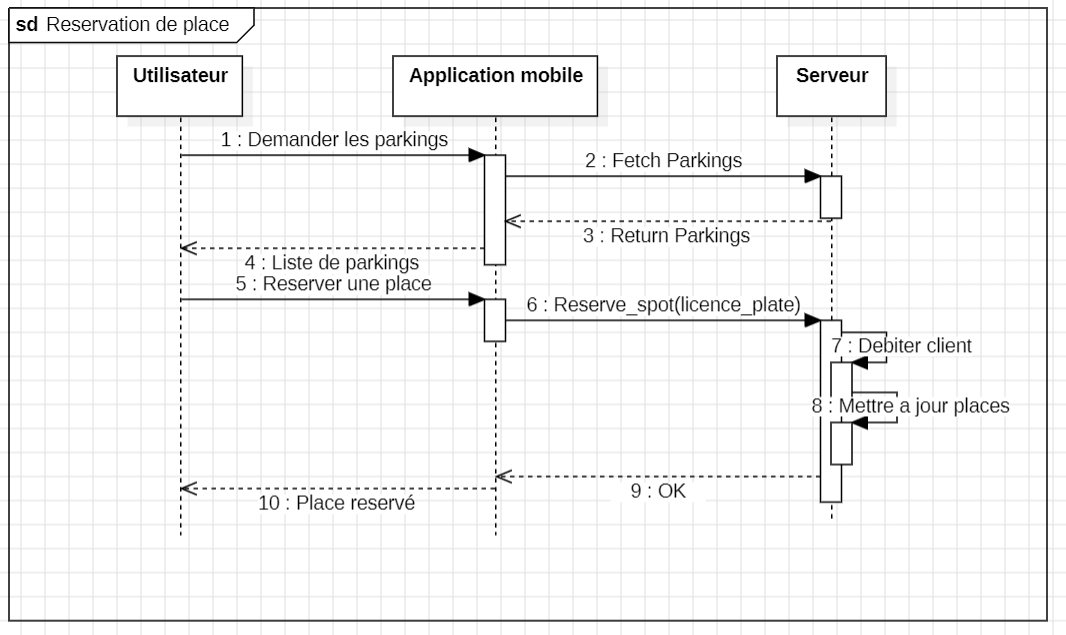 sd Reservation de place
Utilisateur
Application mobile
Serveur
1 : Demander les parkings
2 : Fetch Parkings
3 : Return Parkings
4 : Liste de parkings
5 : Reserver une place
6 : Reserve_spot(licence_plate)
7 : Debiter client
8 : Mettre a jour places
9 : OK
10 : Place reservé